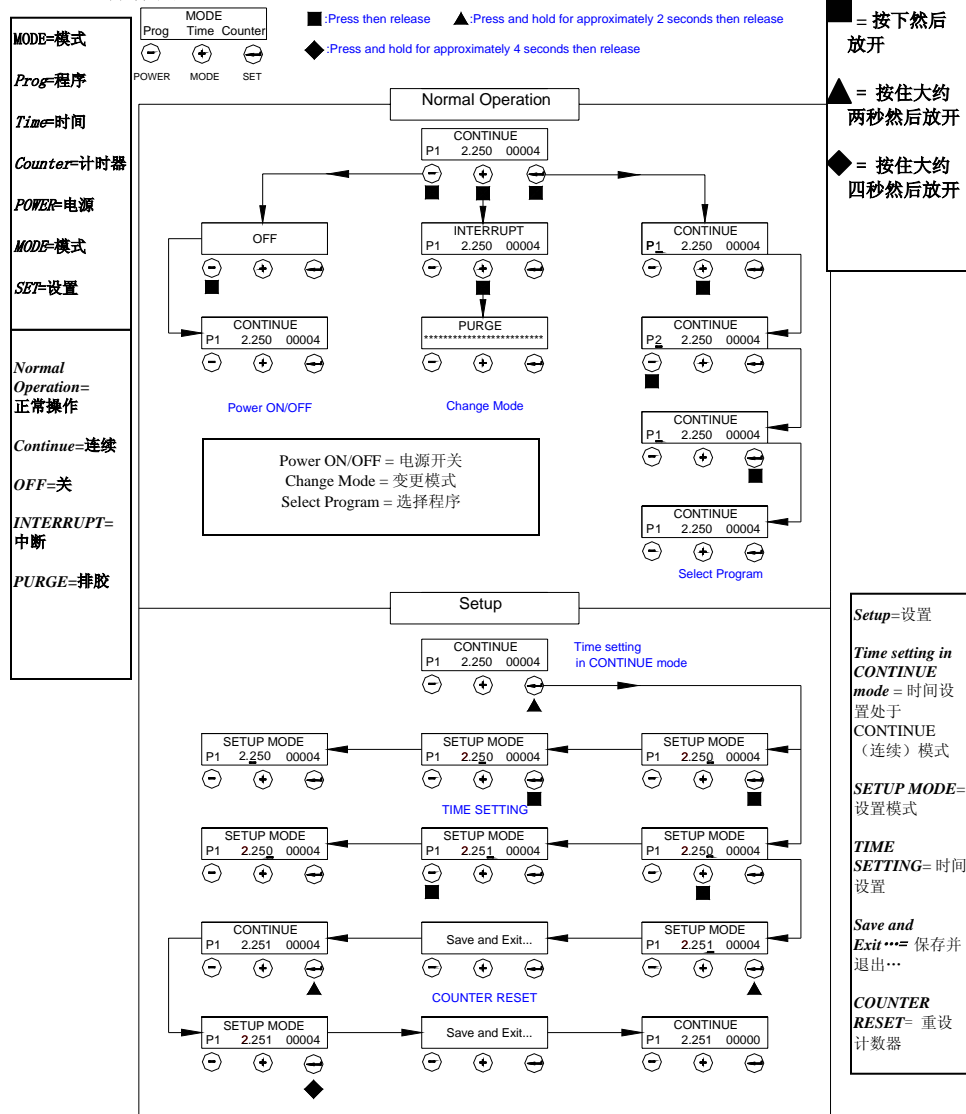 MODE=模式
Prog=程序
Time=时间
Counter=计时器
POWER=电源
MODE=模式
SET=设置
Normal
Operation=
正常操作
Continue=连续
OFF=关
INTERRUPT=
中断
PURGE=排胶
MODE
Prog Time Counter
POWER MODE SET
:Press then release
:Press and hold for approximately 2 seconds then release
:Press and hold for approximately 4 seconds then release
= 按下然后
放开
= 按住大约
两秒然后放开
= 按住大约
四秒然后放开
Normal Operation
CONTINUE
P1 2.250 00004
OFF
INTERRUPT
P1 2.250 00004
CONTINUE
P1 2.250 00004
CONTINUE
P1 2.250 00004
PURGE
************************
CONTINUE
P2 2.250 00004
Power ON/OFF
Change Mode
CONTINUE
P1 2.250 00004
Power ON/OFF = 电源开关
Change Mode = 变更模式
Select Program = 选择程序
CONTINUE
P1 2.250 00004
Select Program
Setup
CONTINUE
P1 2.250 00004
Time setting
in CONTINUE mode
SETUP MODE
P1 2.250 00004
SETUP MODE
P1 2.250 00004
SETUP MODE
P1 2.250 00004
TIME SETTING
SETUP MODE
P1 2.250 00004
SETUP MODE
P1 2.251 00004
SETUP MODE
P1 2.250 00004
CONTINUE
P1 2.251 00004
Save and Exit...
SETUP MODE
P1 2.251 00004
COUNTER RESET
SETUP MODE
P1 2.251 00004
Save and Exit...
CONTINUE
P1 2.251 00000
Setup=设置
Time setting in
CONTINUE
mode = 时间设
置处于
CONTINUE
（连续）模式
SETUP MODE=
设置模式
TIME
SETTING= 时间
设置
Save and
Exit…= 保存并
退出…
COUNTER
RESET= 重设
计数器